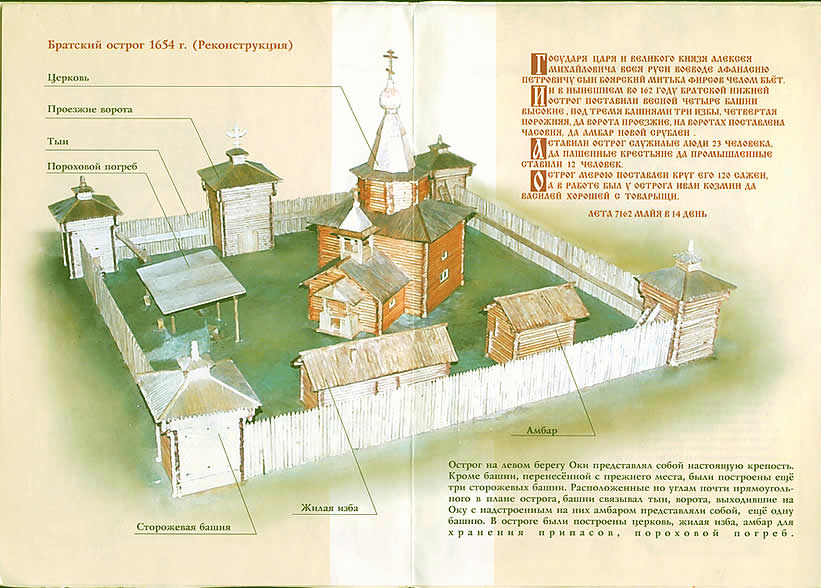 Братский острог 1654 г. (Реконструкция)
Церковь
Проезжие ворота
Тын
Пороховой погреб
Государя царя и великого князя Алексея
Михайловича всея Руси воеводе Афанасию
Петровичу сын боярский Митька Фирсов челом бьёт.
И в нынешнем во 162 году Братской нижней
острог поставили весной четыре башни
высокие, под тремя башнями три избы, четвертая
порожняя, да ворота проезжие, на воротах поставлена
часовня, да амбар новой срублен.
Аставили острог служилые люди 23 человека,
да пашенные крестьяне да промышленные
ставили 12 человек.
Острог мерою поставлен круг его 120 сажен,
а в работе был у острога Иван Козмин да
Василей Хорошей с товарыщи.
Лета 7162 майя в 14 день
Амбар
Жилая изба
Сторожевая башня
Острог на левом берегу Оки представлял собой настоящую крепость.
Кроме башни, перенесённой с прежнего места, были построены ещё
три сторожевых башни. Расположенные по углам почти прямоуголь-
ного в плане острога, башни связывал тын, ворота, выходившие на
Оку с надстроенным на них амбаром представляли собой, ещё одну
башню. В остроге были построены церковь, жилая изба, амбар для
хранения припасов, пороховой погреб.